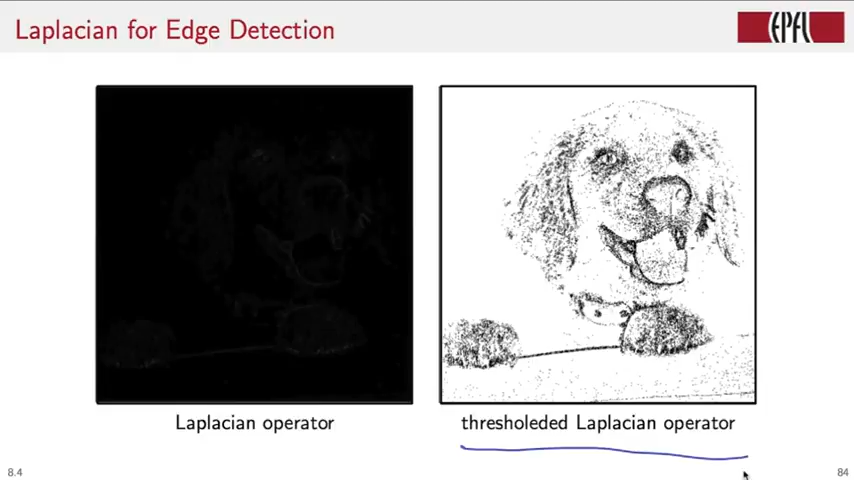 Laplacian for Edge Detection
EPFL
Laplacian operator
thresholeded Laplacian operator
8.4
84